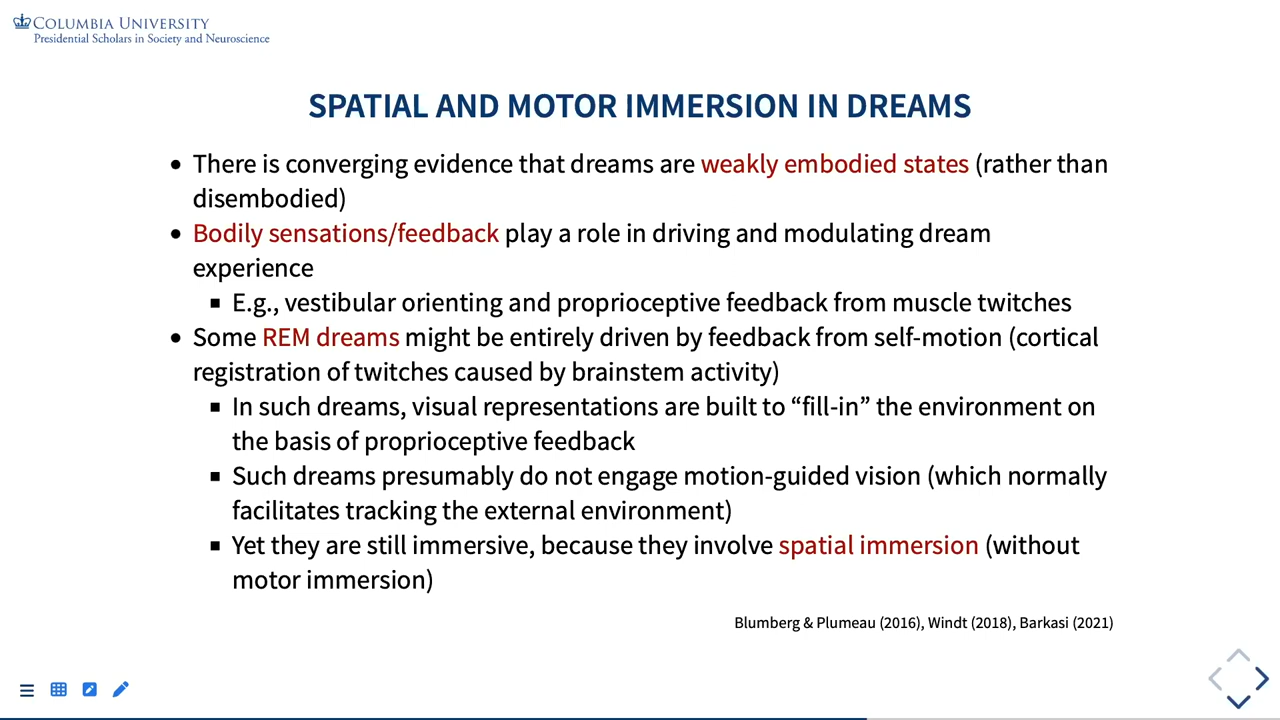 COLUMBIA UNIVERSITY
Presidential Scholars in Society and Neuroscience
SPATIAL AND MOTOR IMMERSION IN DREAMS
• There is converging evidence that dreams are weakly embodied states (rather than
disembodied)
• Bodily sensations/feedback play a role in driving and modulating dream
experience
▪ E.g., vestibular orienting and proprioceptive feedback from muscle twitches
• Some REM dreams might be entirely driven by feedback from self-motion (cortical
registration of twitches caused by brainstem activity)
▪ In such dreams, visual representations are built to “fill-in” the environment on
the basis of proprioceptive feedback
▪ Such dreams presumably do not engage motion-guided vision (which normally
facilitates tracking the external environment)
▪ Yet they are still immersive, because they involve spatial immersion (without
motor immersion)
Blumberg & Plumeau (2016), Windt (2018), Barkasi (2021)